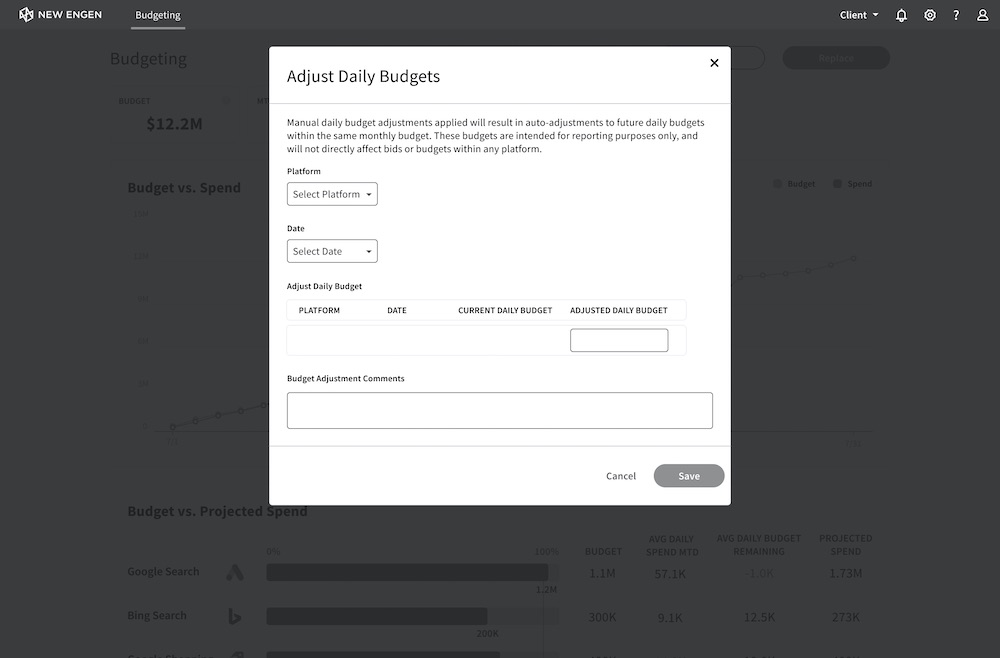 NEW ENGEN
Budgeting
Client
?
Budgeting
Adjust Daily Budgets
Replace
BUDGET
$12.2M
Manual daily budget adjustments applied will result in auto-adjustments to future daily budgets
within the same monthly budget. These budgets are intended for reporting purposes only, and
will not directly affect bids or budgets within any platform.
Platform
Select Platform
Budget vs. Spend
Budget
Spend
Date
Select Date
Adjust Daily Budget
PLATFORM DATE CURRENT DAILY BUDGET ADJUSTED DAILY BUDGET
Budget Adjustment Comments
Cancel
Save
Budget vs. Projected Spend
0%
100%
BUDGET
AVG DAILY
SPEND MTD
AVG DAILY BUDGET
REMAINING
PROJECTED
SPEND
Google Search
1.1M 57.1K -1.0K 1.73M
1.2M
Bing Search
300K 9.1K 12.5K 273K
200K